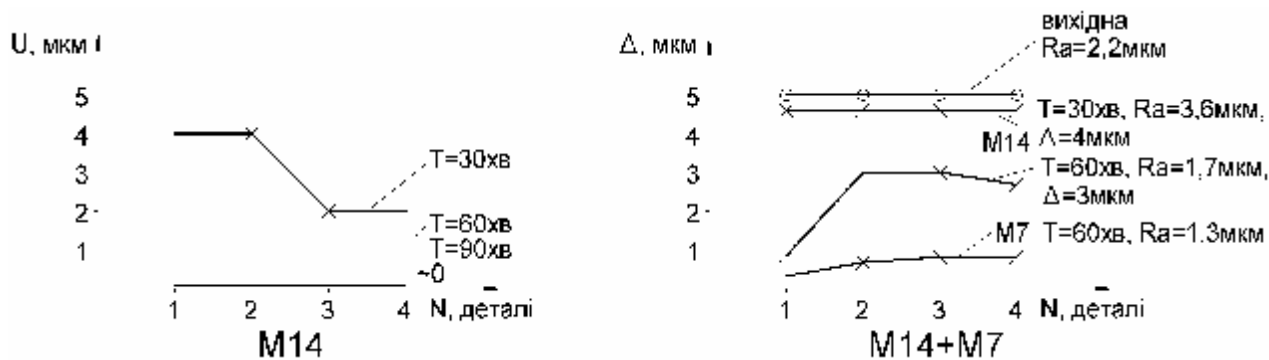 U, мкм
5
4
3
2
1
T=30хв
T=60хв
T=90хв
~0
1 2 3 4 N, деталі
M14
Δ, мкм
5
4
3
2
1
вихідна
Ra=2,2мкм
T=30хв, Ra=3,6мкм,
M14 Δ=4мкм
T=60хв, Ra=1,7мкм,
Δ=3мкм
M7 T=60хв, Ra=1.3мкм
1 2 3 4 N, деталі
M14+M7